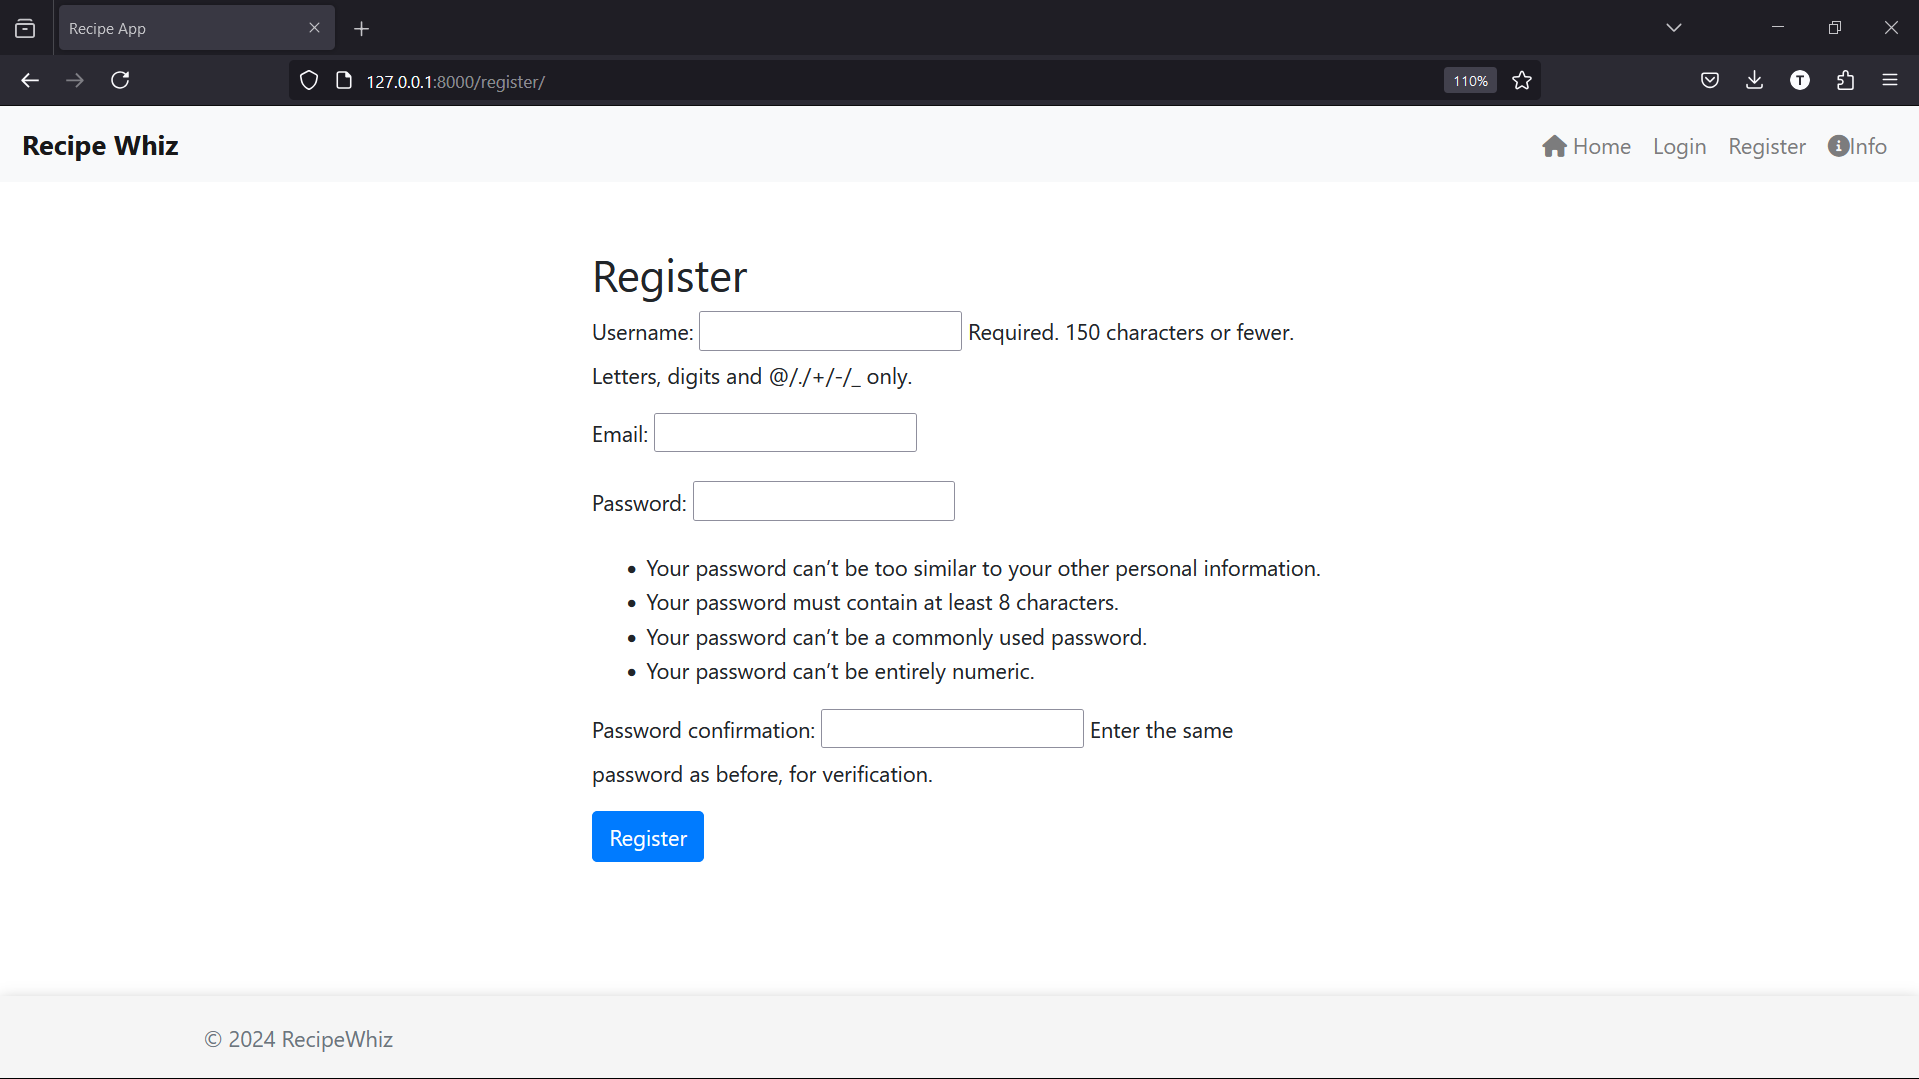 Recipe App
127.0.0.1:8000/register/
110%
T
Recipe Whiz
Home Login Register Info
Register
Username: Required. 150 characters or fewer.
Letters, digits and @/./+/-/_ only.
Email:
Password:
• Your password can’t be too similar to your other personal information.
• Your password must contain at least 8 characters.
• Your password can’t be a commonly used password.
• Your password can’t be entirely numeric.
Password confirmation: Enter the same
password as before, for verification.
Register
© 2024 RecipeWhiz